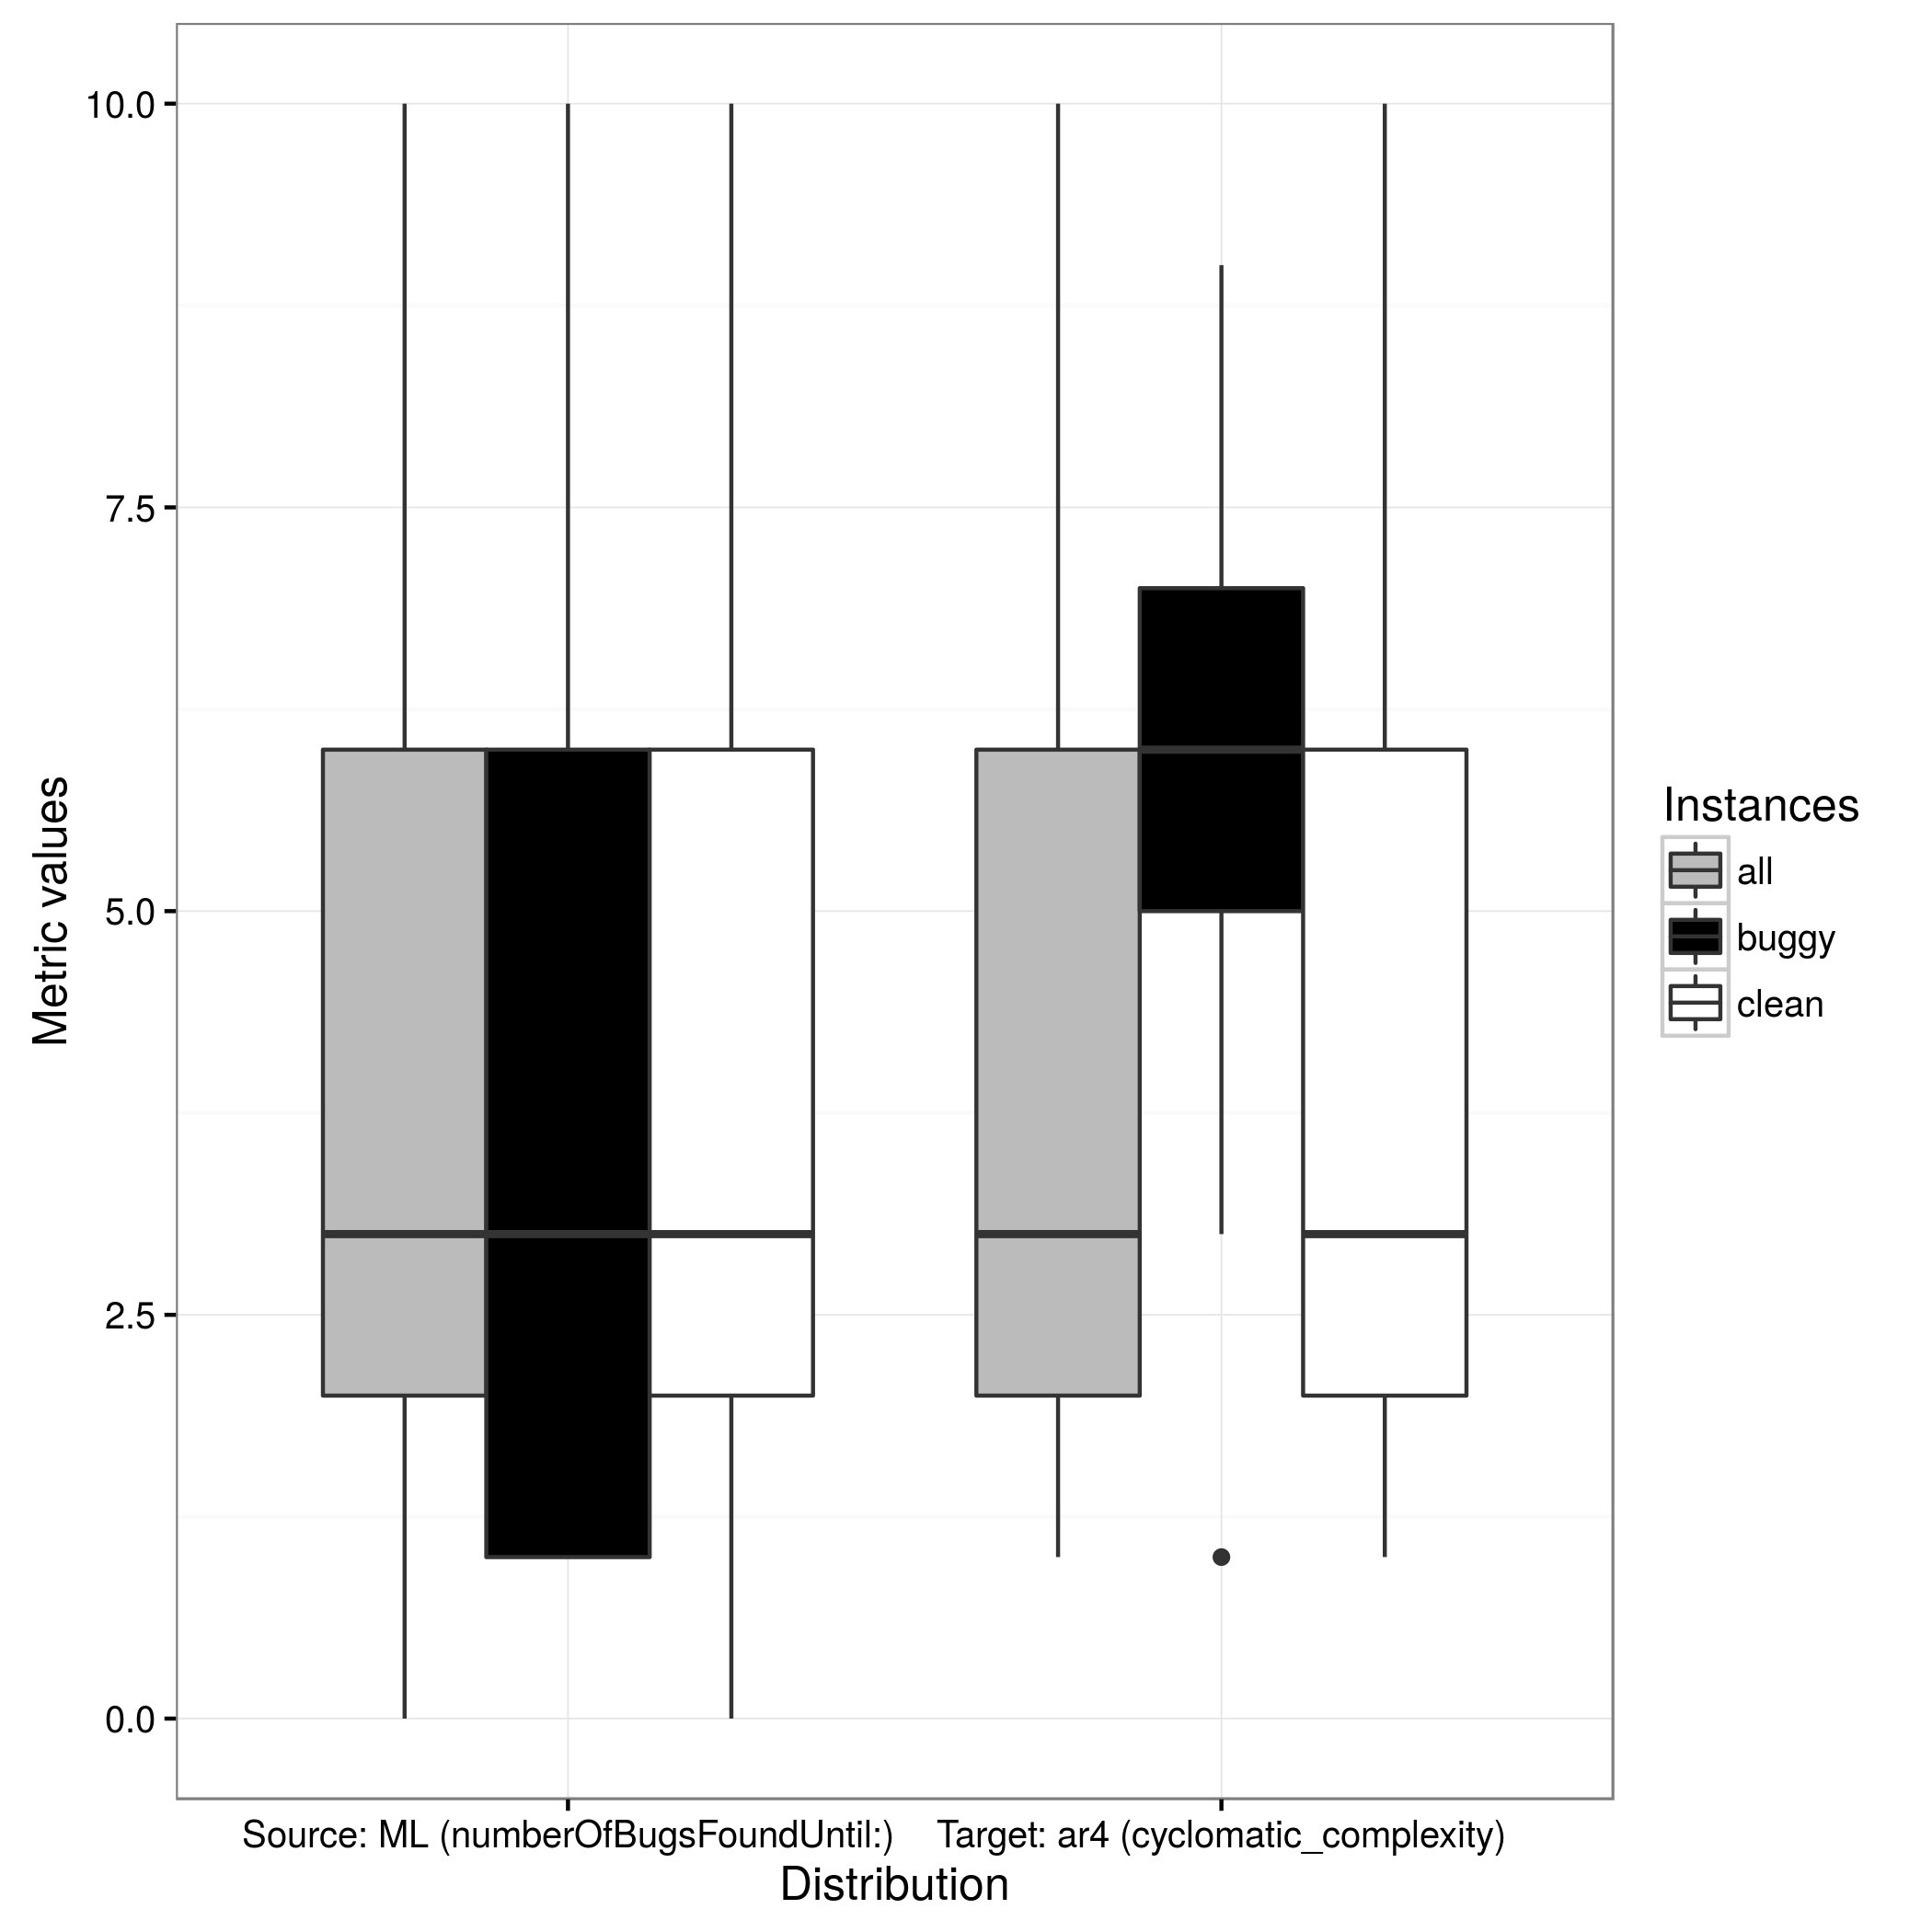 10.0
7.5
5.0
2.5
0.0
Metric values
Source: ML (numberOfBugsFoundUntil:)
Target: ar4 (cyclomatic_complexity)
Distribution
Instances
all
buggy
clean